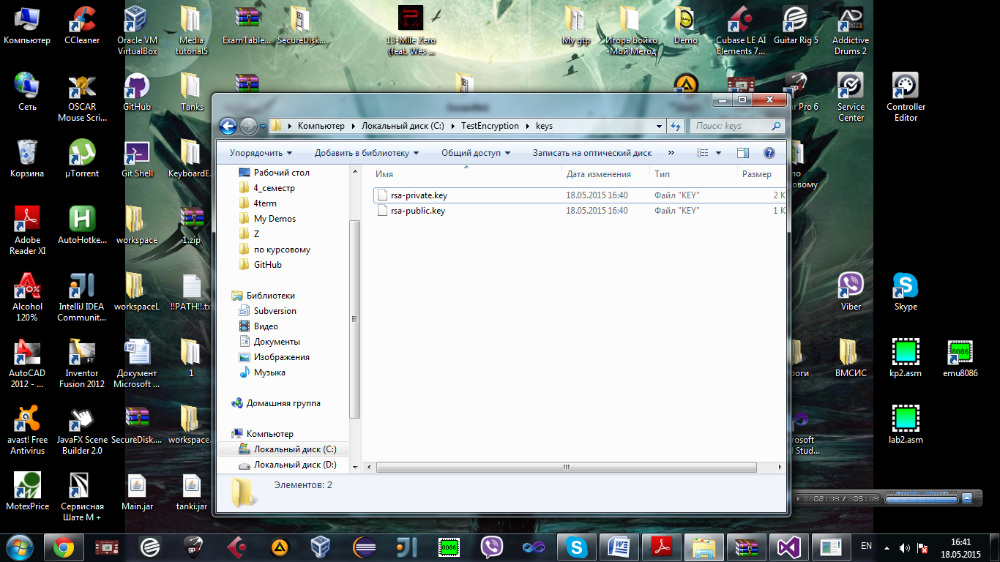 Компьютер
CCleaner
Oracle VM
VirtualBox
Media
tutorial5
ExamTable...
SecureDisk...
13-Mile Zero
(feat. Wes ...
My gtp
Игорь Бойко
-Мой Метод
Demo
Cubase LE AI
Elements 7...
Guitar Rig 5
Addictive
Drums 2
Сеть
OSCAR
Mouse Scri...
GitHub
Tanks
Pro 6
Service
Center
Controller
Editor
Корзина
µTorrent
Git Shell
KeyboardE.
по
овому
Adobe
Reader XI
AutoHotke...
workspace
1.zip
Alcohol
120%
IntelliJ IDEA
Communit...
workspaceL
!!PATH!!.tx
Viber
Skype
AutoCAD
2012 - ...
Inventor
Fusion 2012
Документ
Microsoft ...
1
роги
ВМСИС
kp2.asm
emu8086
avast! Free
Antivirus
JavaFX Scene
Builder 2.0
SecureDisk....
workspace.
rosoft
l Stud...
lab2.asm
MotexPrice
Сервисная
Шате М +
Main.jar
tanki.jar
Компьютер
Локальный диск (C:)
TestEncryption
keys
Поиск: keys
Упорядочить
Добавить в библиотеку
Общий доступ
Записать на оптический диск
»
Имя
Дата изменения
Тип
Размер
rsa-private.key
18.05.2015 16:40
Файл "KEY"
2 К
rsa-public.key
18.05.2015 16:40
Файл "KEY"
1 К
Рабочий стол
4_семестр
4term
My Demos
Z
по курсовому
GitHub
Библиотеки
Subversion
Видео
Документы
Изображения
Музыка
Домашняя группа
Компьютер
Локальный диск (C:)
Локальный диск (D:)
Элементов: 2
EN
16:41
18.05.2015